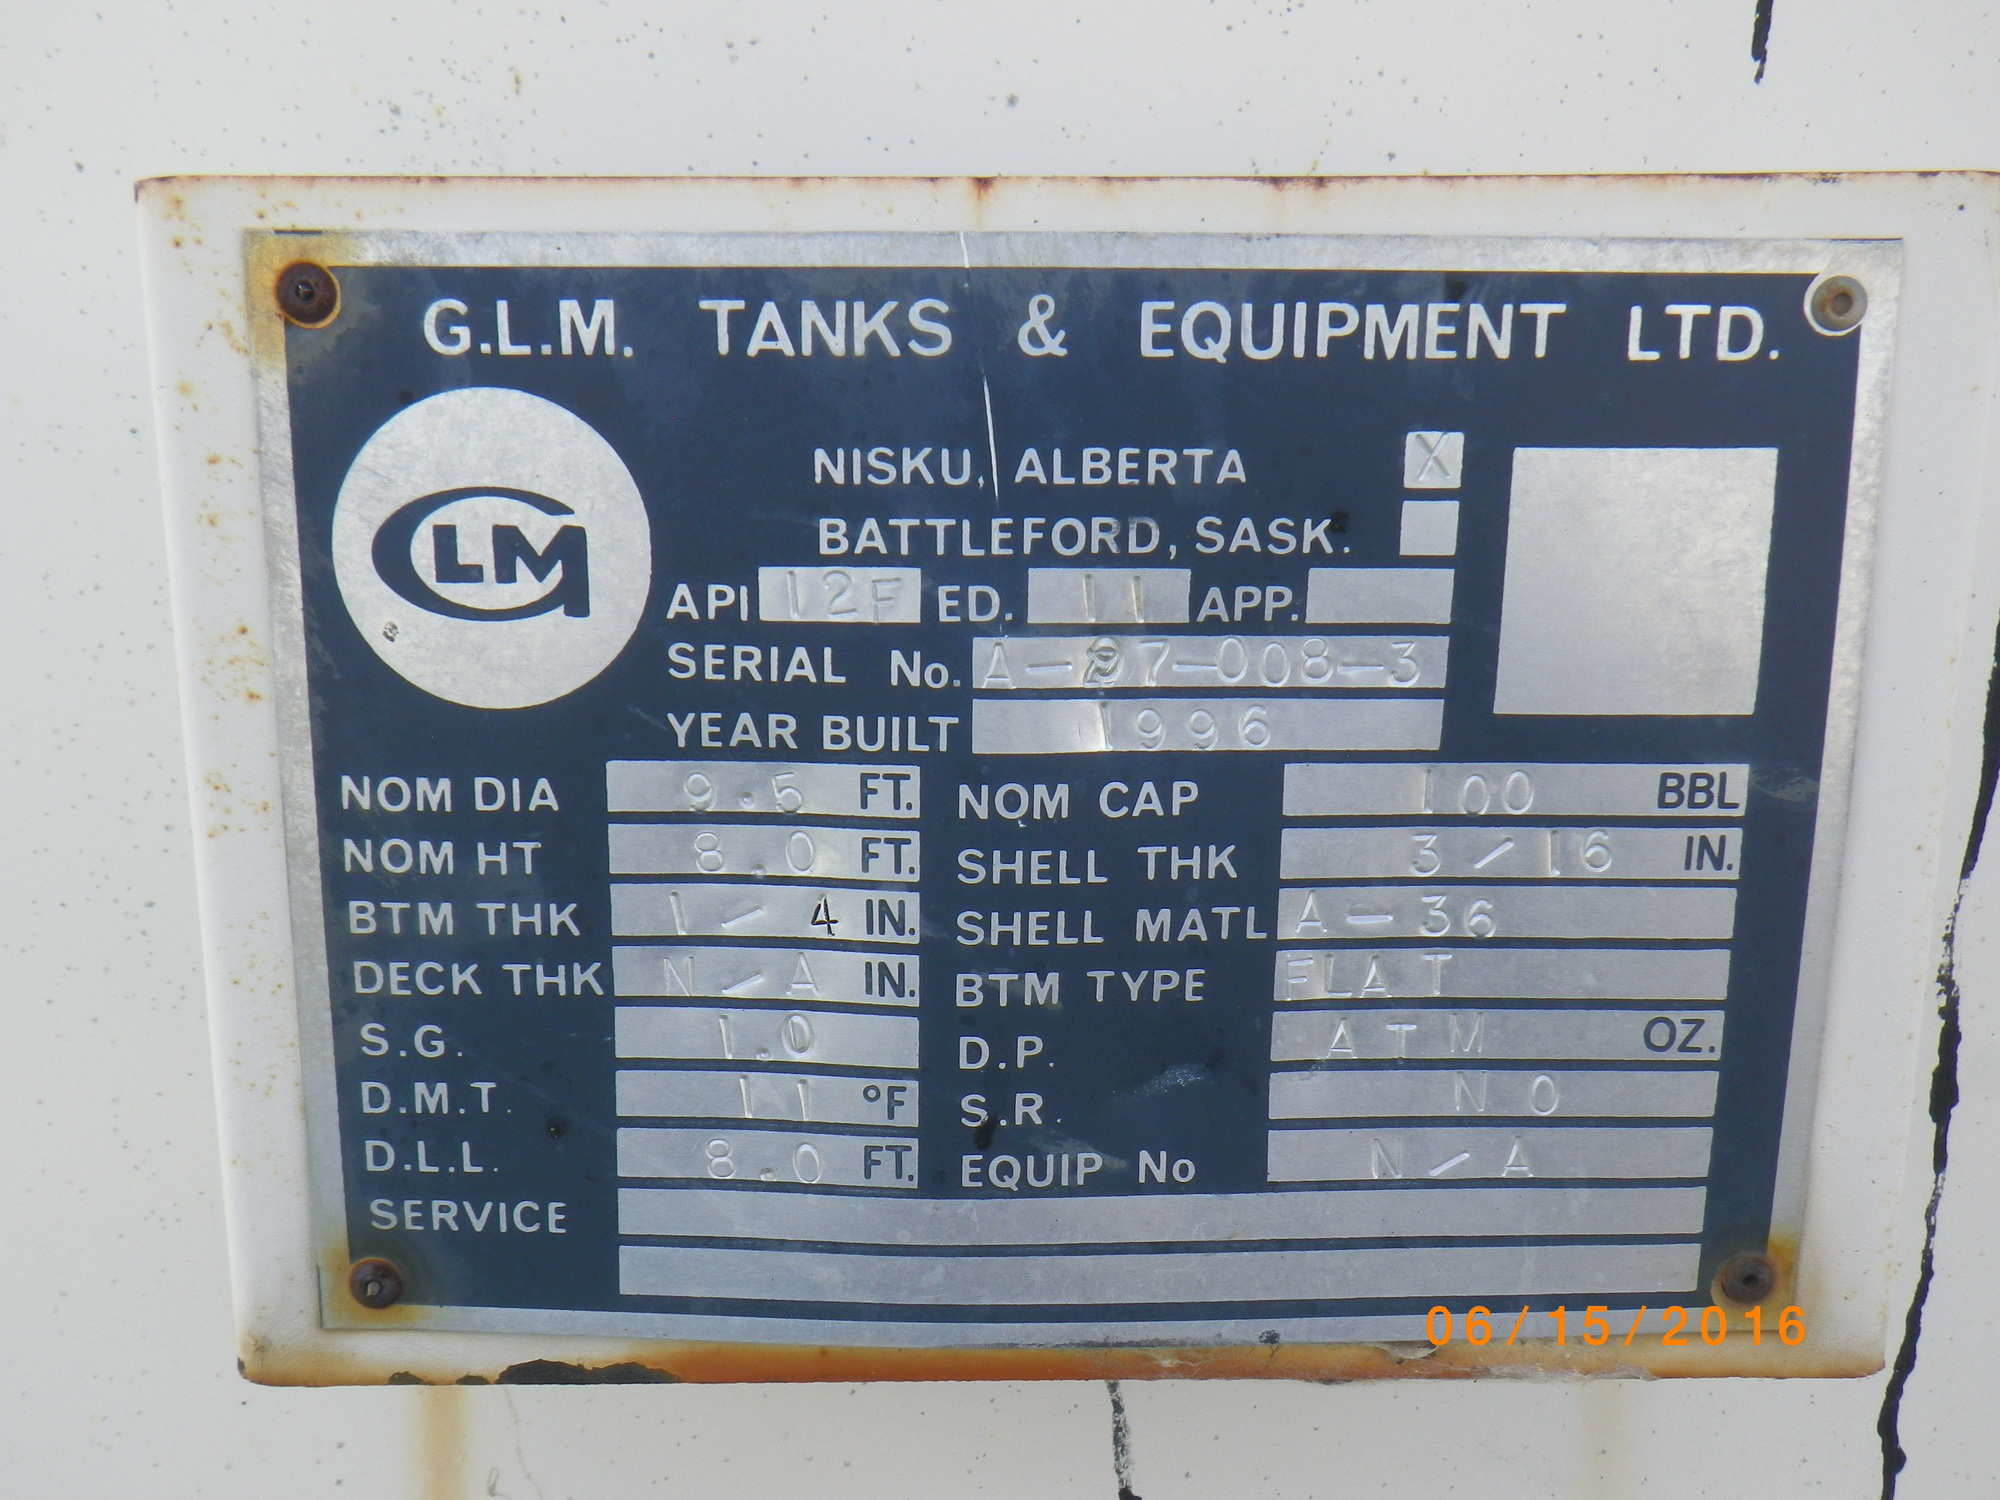 G.L.M. TANKS & EQUIPMENT LTD.
GLM
NISKU, ALBERTA X
BATTLEFORD, SASK.
API 12F ED. 11 APP.
SERIAL No.
YEAR BUILT 1996
NOM DIA 9.5 FT. NOM CAP 100 BBL
NOM HT 8.0 FT. SHELL THK 3/16 IN.
BTM THK 1-4 IN. SHELL MATL A-36
DECK THK N-A IN. BTM TYPE FLAT
S.G. 1.0 D.P. ATM OZ.
D.M.T. 11 °F S.R. NO
D.L.L. 8.0 FT. EQUIP No N-A
SERVICE
06/15/2016